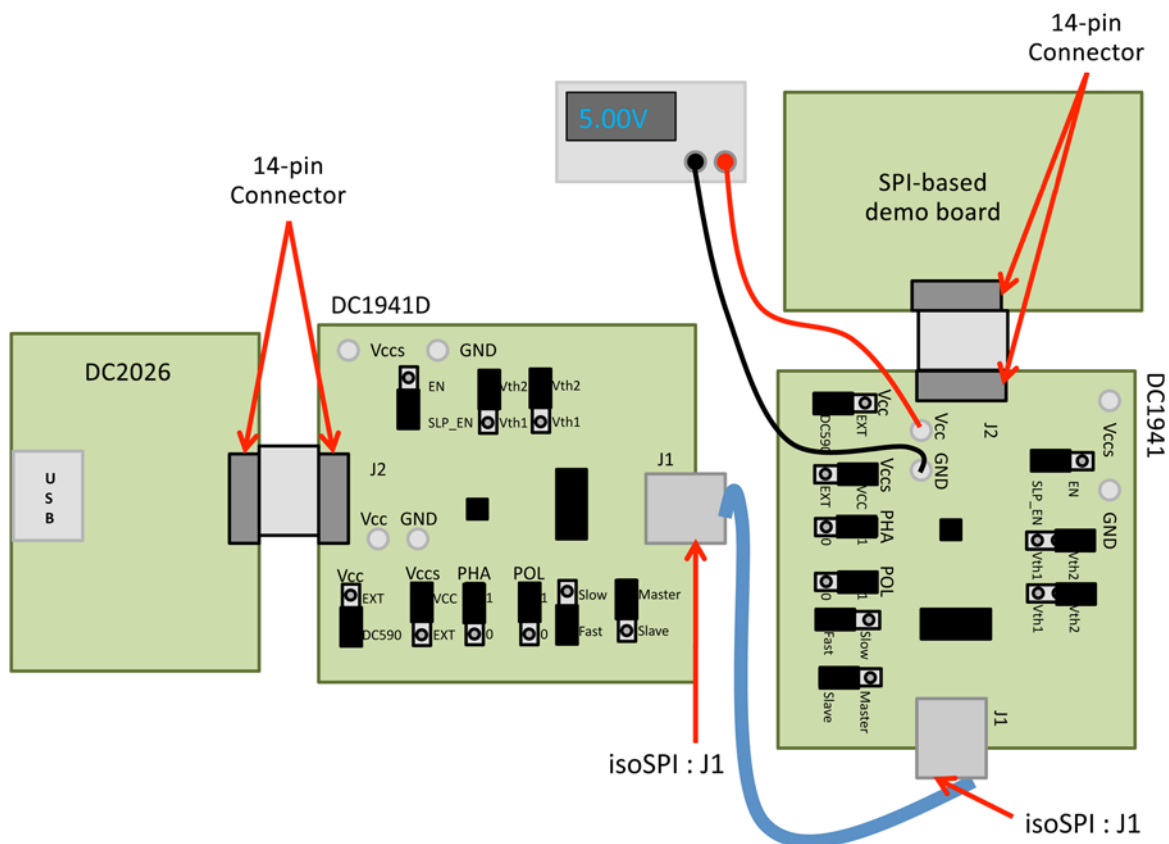 14-pin
Connector
5.00V
SPI-based
demo board
14-pin
Connector
DC1941D
DC2026
USB
Vccs
GND
EN
SLP_EN
Vth2
Vth1
Vth2
Vth1
J2
J1
Vcc
GND
Vcc
EXT
DC590
Vccs
VCC
EXT
PHA
1
0
POL
1
0
Slow
Fast
Master
Slave
isoSPI : J1
DC1941
Vcc
DC590
EXT
Vcc
GND
J2
Vccs
EXT
VCC
PHA
0
1
POL
0
1
Fast
Slow
Slave
Master
Vccs
SLP_EN
EN
GND
Vth1
Vth2
Vth1
Vth2
J1
isoSPI : J1